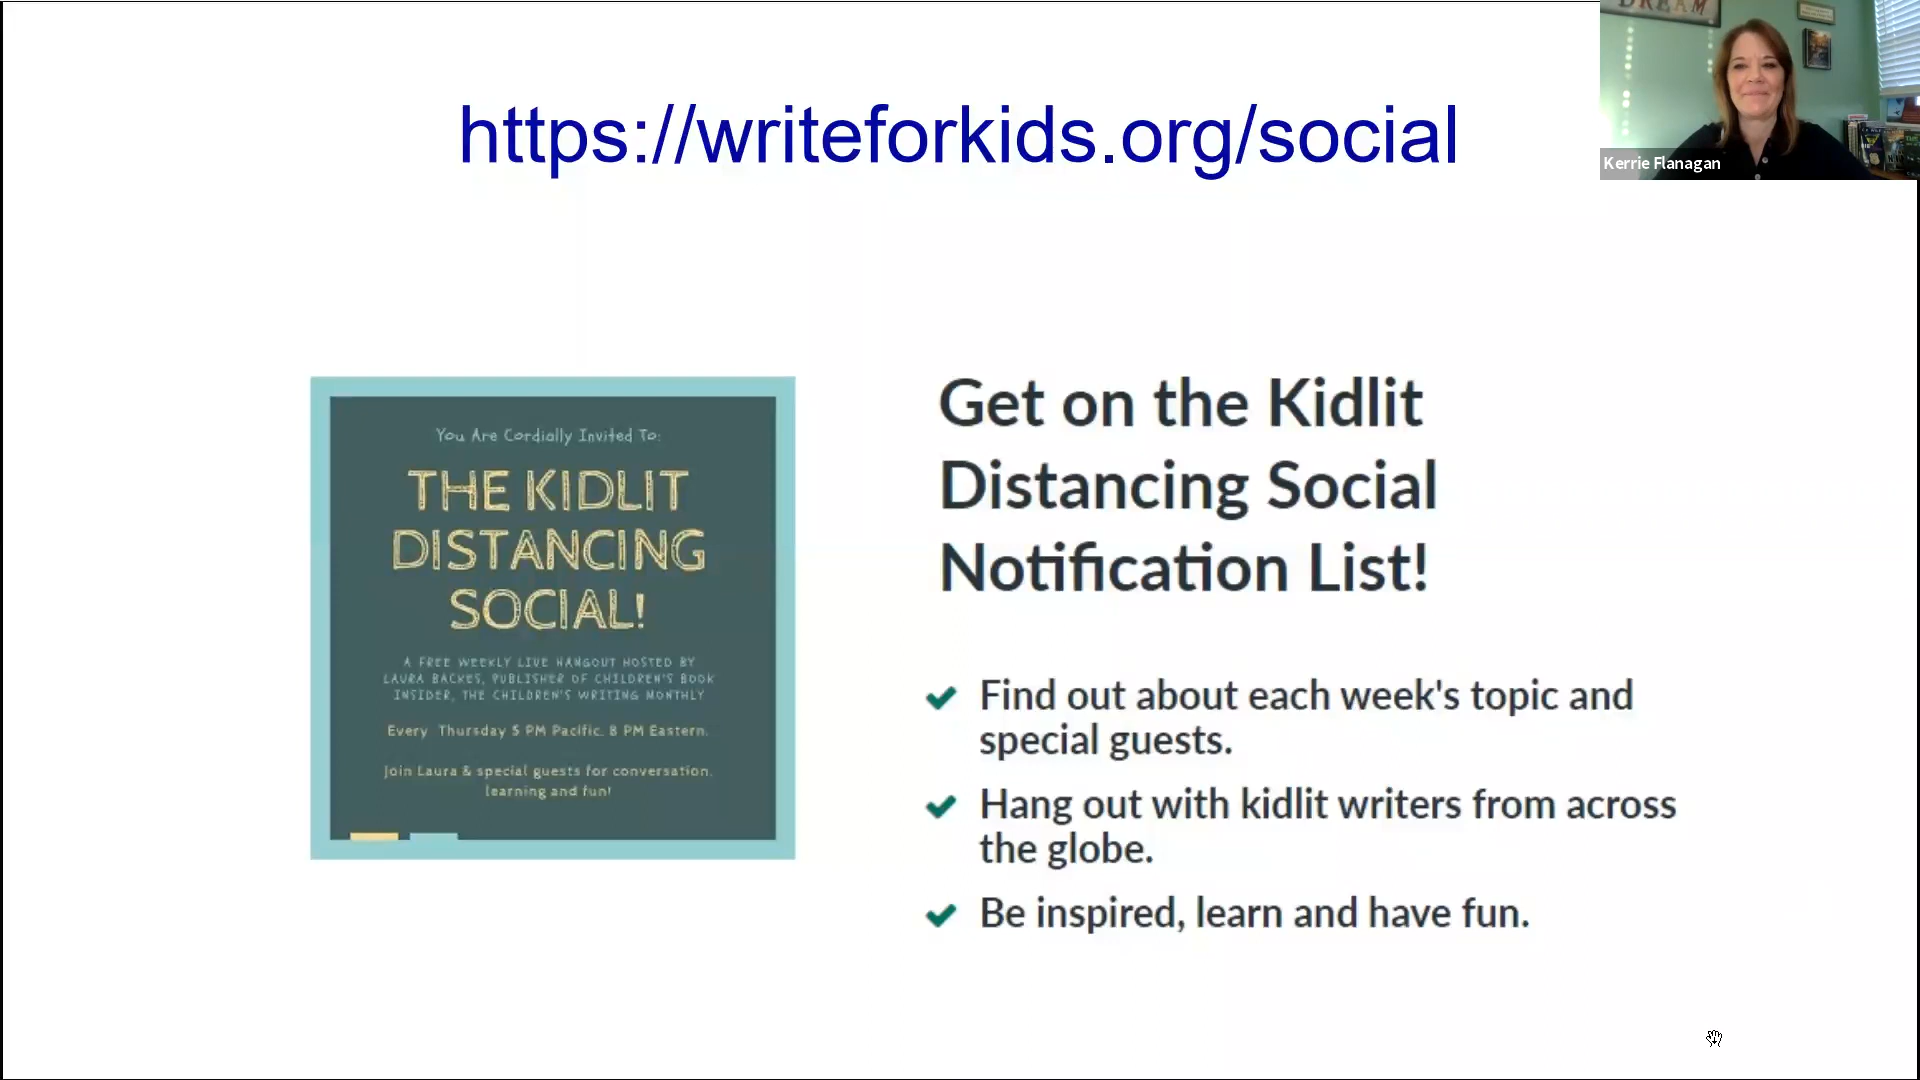 DREAM
https://writeforkids.org/social
Kerrie Flanagan
You Are Cordially Invited To:
THE KIDLIT
DISTANCING
SOCIAL!
A FREE WEEKLY LIVE HANGOUT HOSTED BY
LAURA BACKES, PUBLISHER OF CHILDREN'S BOOK
INSIDER, THE CHILDREN'S WRITING MONTHLY
Every Thursday 5 PM Pacific, 8 PM Eastern.
Join Laura & special guests for conversation,
learning and fun!
Get on the Kidlit
Distancing Social
Notification List!
Find out about each week's topic and
special guests.
Hang out with kidlit writers from across
the globe.
Be inspired, learn and have fun.